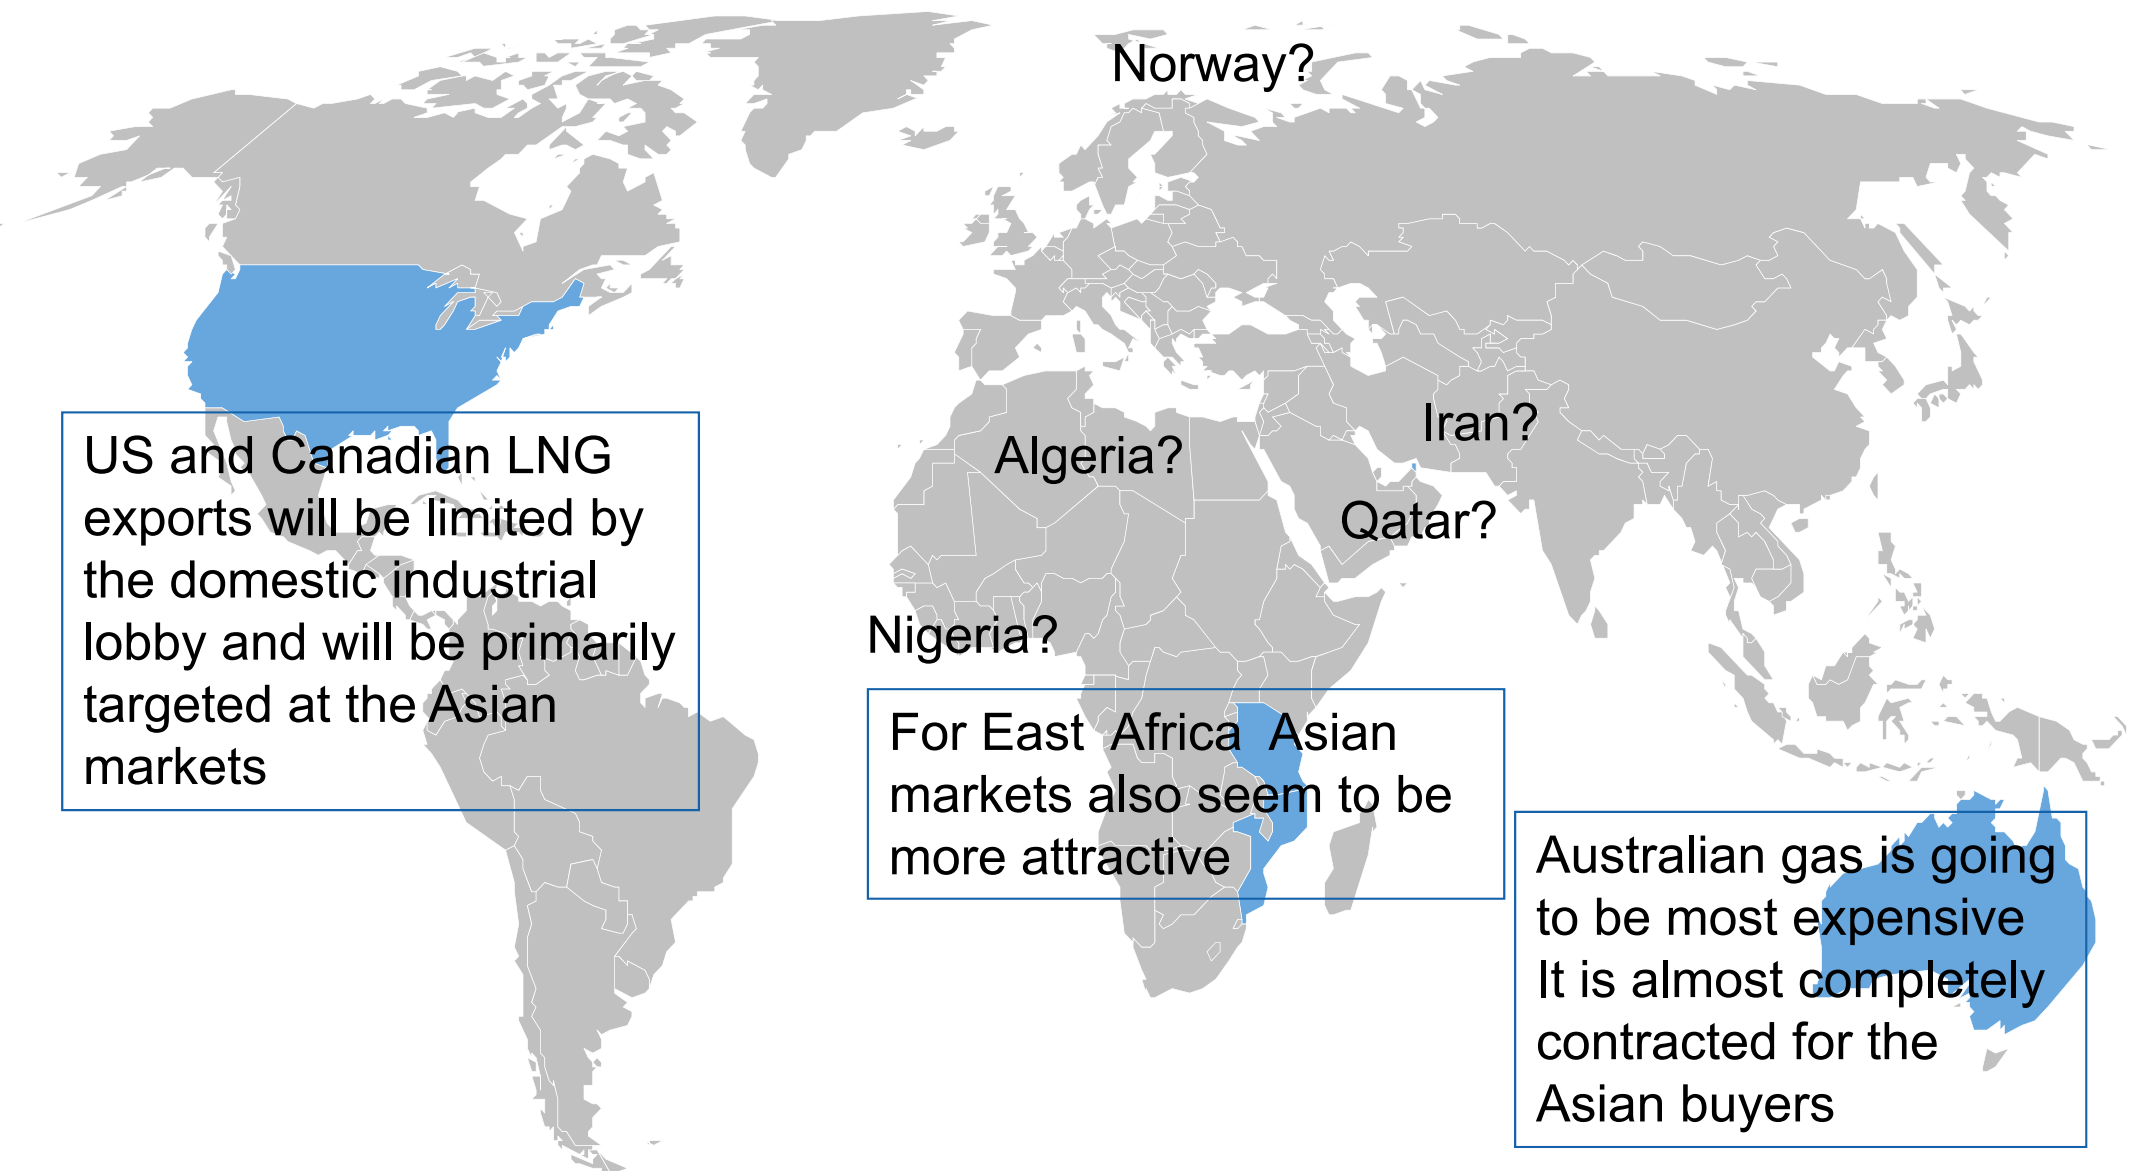 Norway?
Iran?
Algeria?
Qatar?
Nigeria?
US and Canadian LNG
exports will be limited by
the domestic industrial
lobby and will be primarily
targeted at the Asian
markets
For East Africa Asian
markets also seem to be
more attractive
Australian gas is going
to be most expensive
It is almost completely
contracted for the
Asian buyers